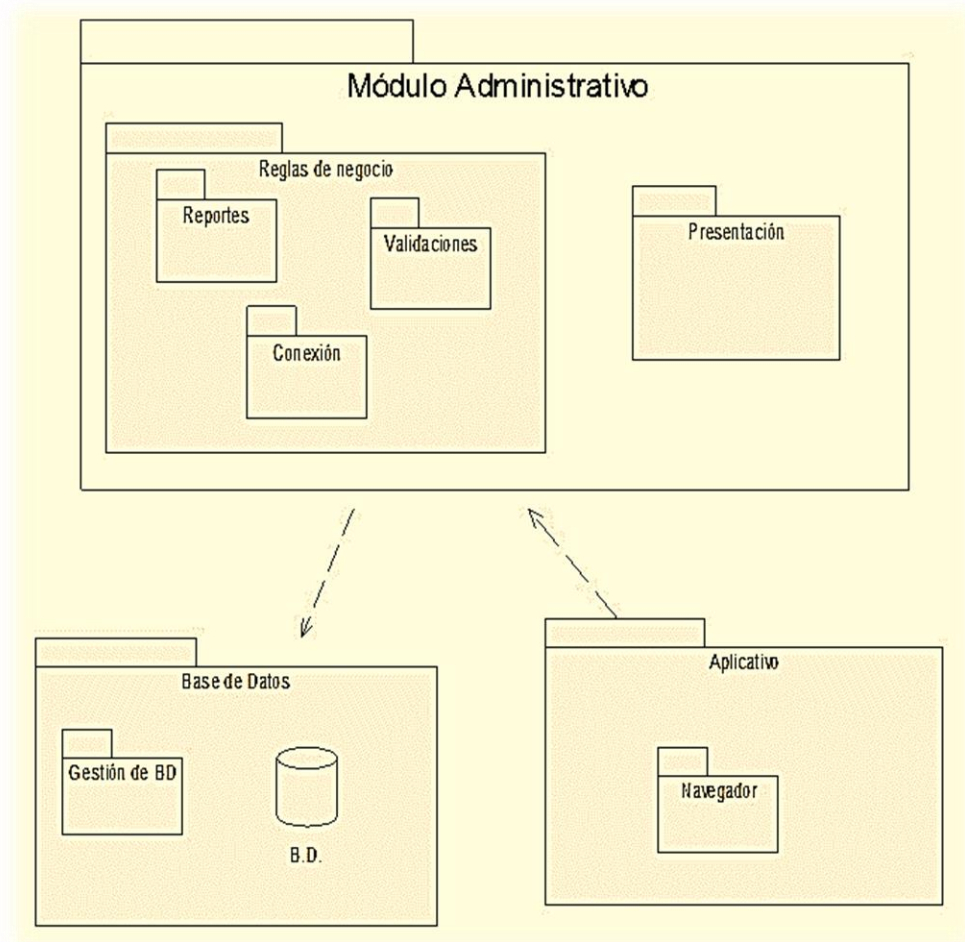 Módulo Administrativo
Reglas de negocio
Reportes
Validaciones
Conexión
Presentación
Base de Datos
Gestión de BD
B.D.
Aplicativo
Navegador